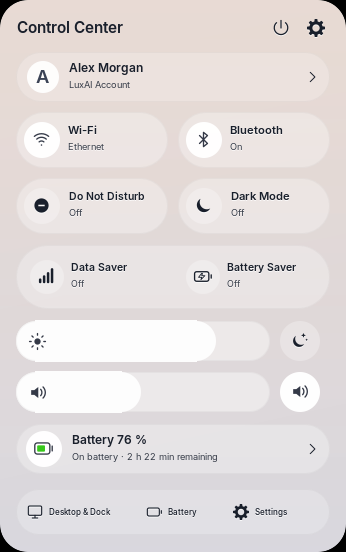 Control Center
A
Alex Morgan
LuxAI Account
Wi-Fi
Ethernet
Bluetooth
On
Do Not Disturb
Off
Dark Mode
Off
Data Saver
Off
Battery Saver
Off
Battery 76 %
On battery · 2 h 22 min remaining
Desktop & Dock
Battery
Settings